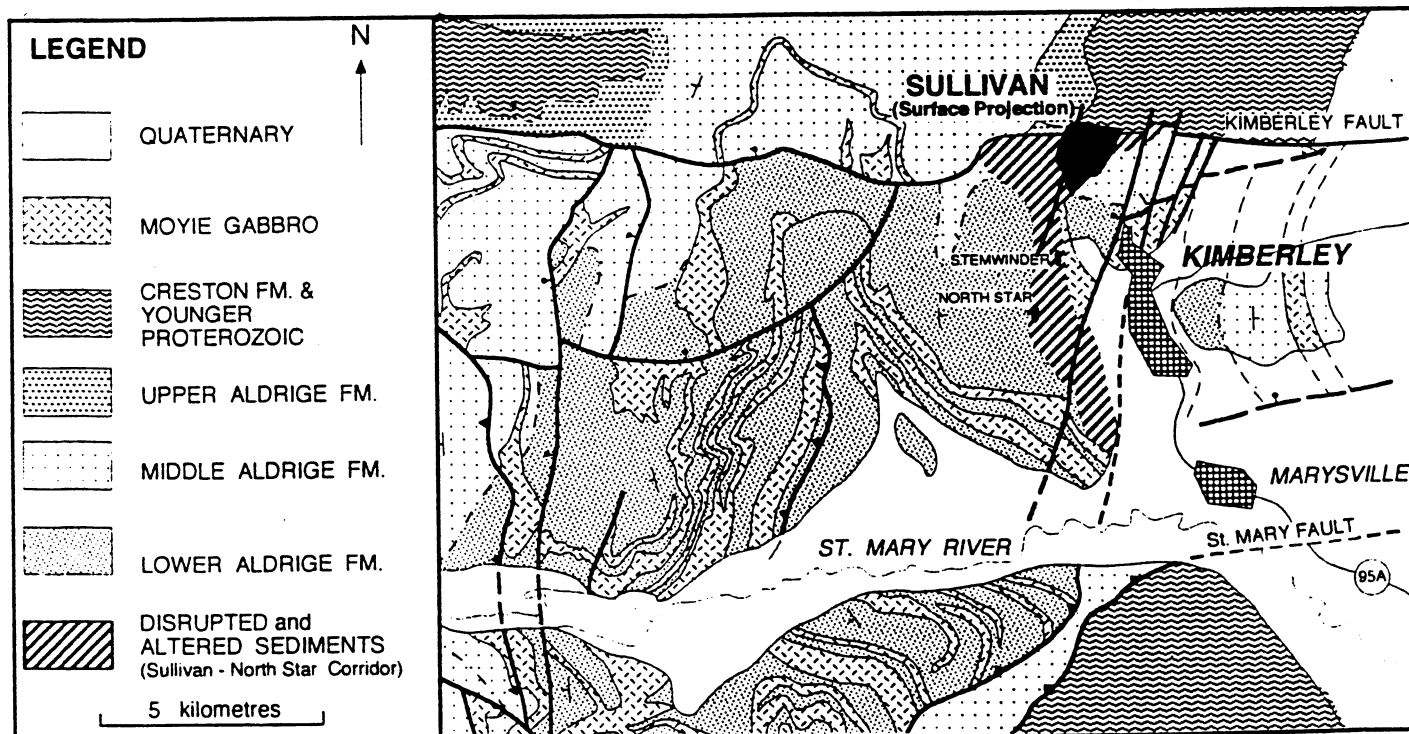 LEGEND
N
QUATERNARY
MOYIE GABBRO
CRESTON FM. &
YOUNGER
PROTEROZOIC
UPPER ALDRIGE FM.
MIDDLE ALDRIGE FM.
LOWER ALDRIGE FM.
DISRUPTED and
ALTERED SEDIMENTS
(Sullivan - North Star Corridor)
5 kilometres
SULLIVAN
(Surface Projection)
KIMBERLEY FAULT
STEMWINDER
KIMBERLEY
NORTH STAR
MARYSVILLE
ST. MARY RIVER
St. MARY FAULT
95A